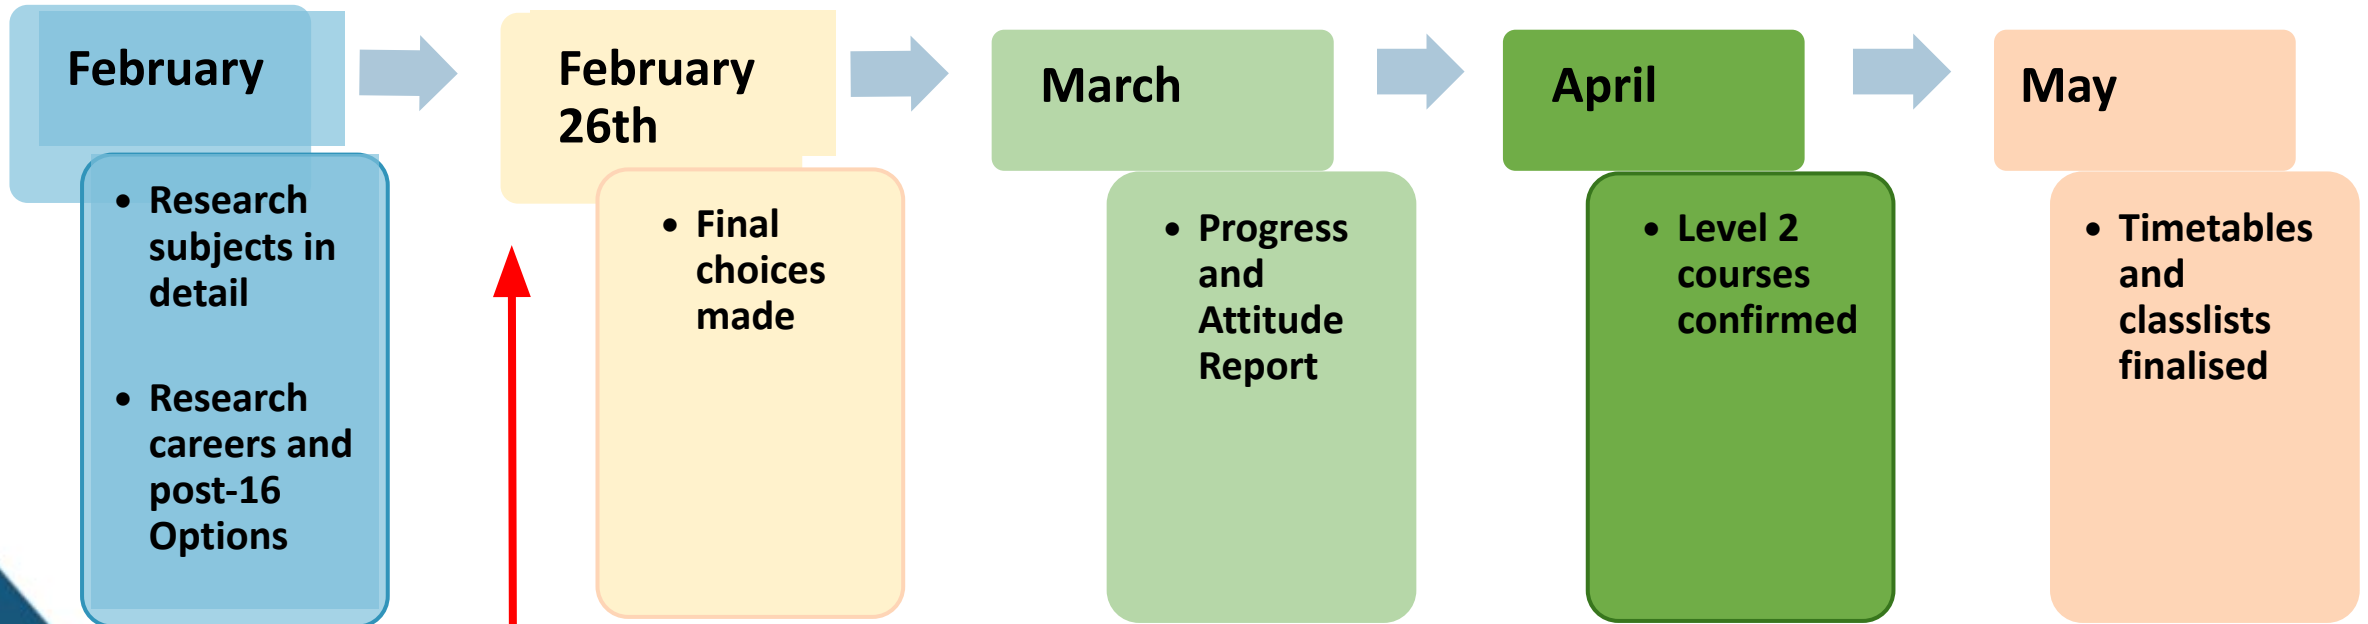 February
• Research
subjects in
detail
• Research
careers and
post-16
Options
February
26th
• Final
choices
made
March
• Progress
and
Attitude
Report
April
• Level 2
courses
confirmed
May
• Timetables
and
classlists
finalised